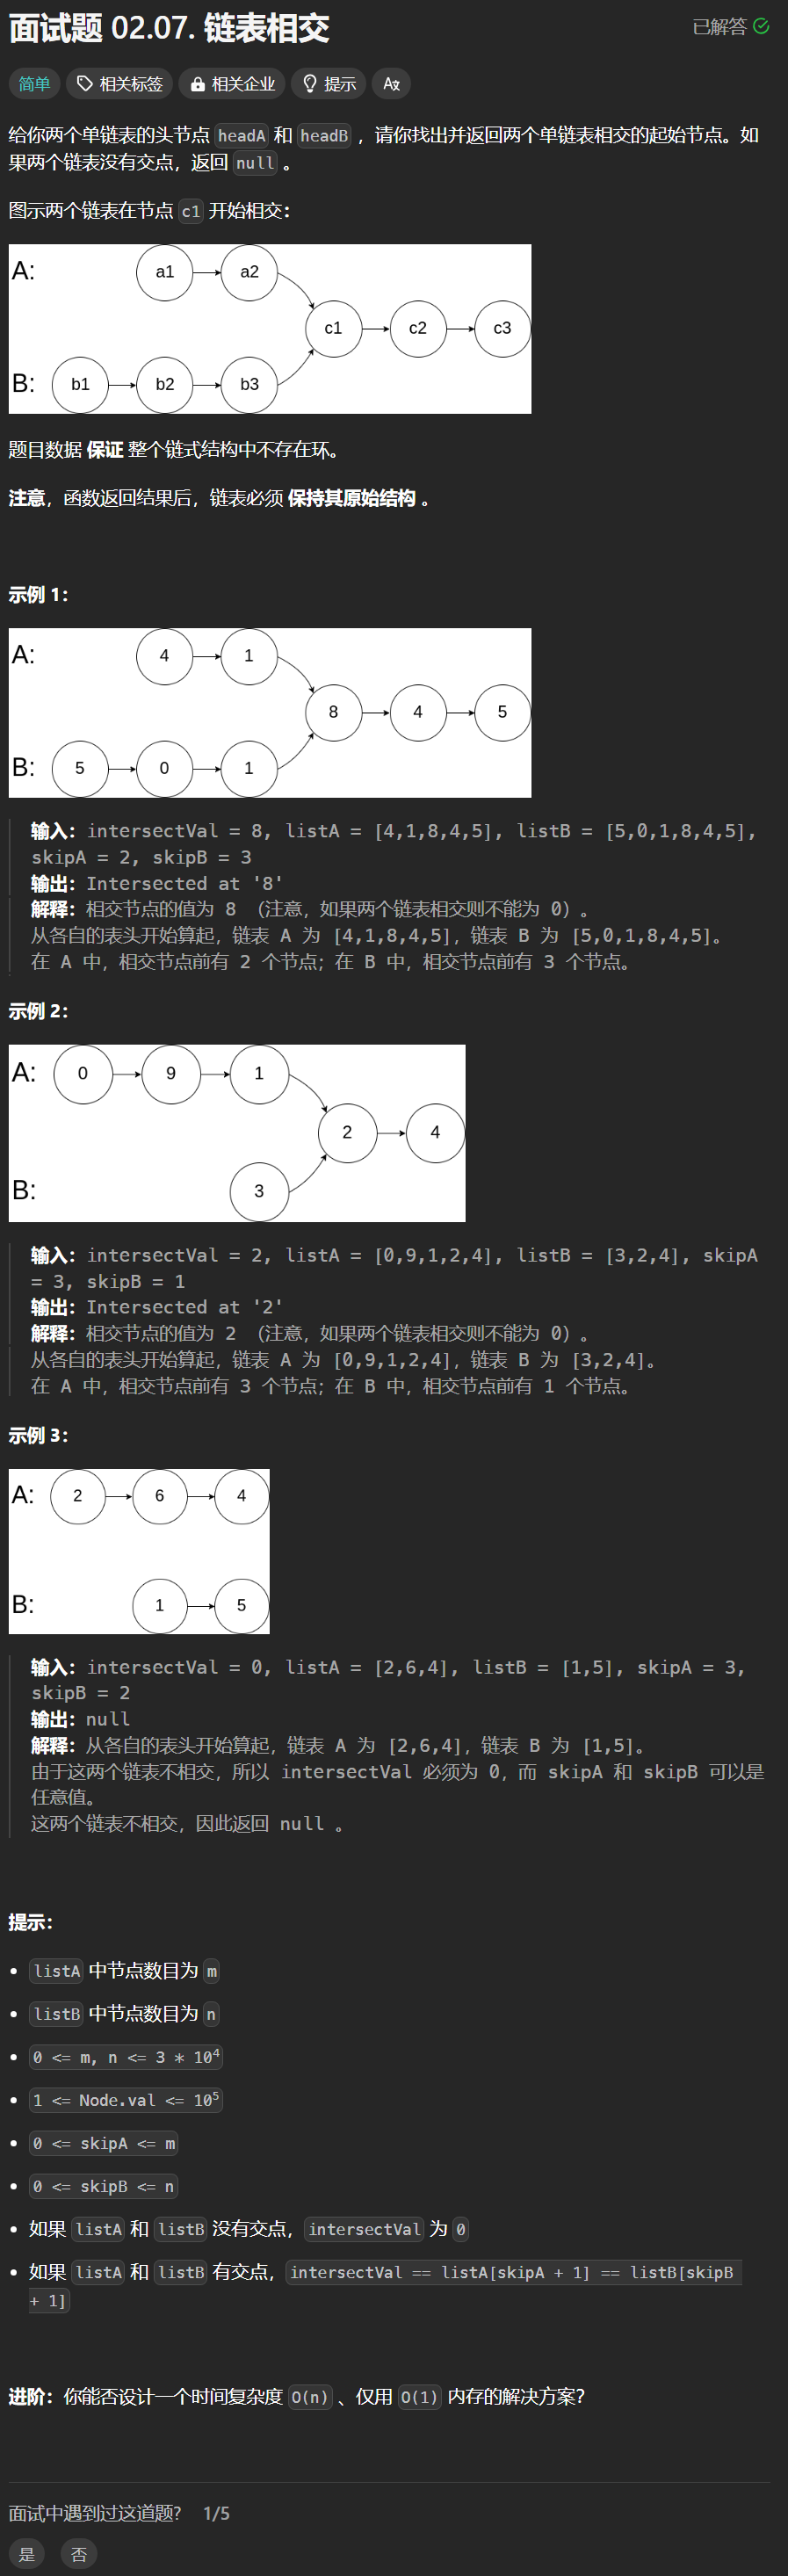 面试题 02.07. 链表相交
已解答
简单 相关标签 相关企业 提示
给你两个单链表的头节点 headA 和 headB ，请你找出并返回两个单链表相交的起始节点。如
果两个链表没有交点，返回 null 。
图示两个链表在节点 c1 开始相交：
A: a1 a2
c1 c2 c3
B: b1 b2 b3
题目数据 保证 整个链式结构中不存在环。
注意，函数返回结果后，链表必须 保持其原始结构 。
示例 1：
A: 4 1
8 4 5
B: 5 0 1
输入：intersectVal = 8, listA = [4,1,8,4,5], listB = [5,0,1,8,4,5],
skipA = 2, skipB = 3
输出：Intersected at '8'
解释：相交节点的值为 8 （注意，如果两个链表相交则不能为 0）。
从各自的表头开始算起，链表 A 为 [4,1,8,4,5]，链表 B 为 [5,0,1,8,4,5]。
在 A 中，相交节点前有 2 个节点；在 B 中，相交节点前有 3 个节点。
示例 2：
A: 0 9 1
2 4
B: 3
输入：intersectVal = 2, listA = [0,9,1,2,4], listB = [3,2,4], skipA
= 3, skipB = 1
输出：Intersected at '2'
解释：相交节点的值为 2 （注意，如果两个链表相交则不能为 0）。
从各自的表头开始算起，链表 A 为 [0,9,1,2,4]，链表 B 为 [3,2,4]。
在 A 中，相交节点前有 3 个节点；在 B 中，相交节点前有 1 个节点。
示例 3：
A: 2 6 4
B: 1 5
输入：intersectVal = 0, listA = [2,6,4], listB = [1,5], skipA = 3,
skipB = 2
输出：null
解释：从各自的表头开始算起，链表 A 为 [2,6,4]，链表 B 为 [1,5]。
由于这两个链表不相交，所以 intersectVal 必须为 0，而 skipA 和 skipB 可以是
任意值。
这两个链表不相交，因此返回 null 。
提示：
listA 中节点数目为 m
listB 中节点数目为 n
0 <= m, n <= 3 * 10⁴
1 <= Node.val <= 10⁵
0 <= skipA <= m
0 <= skipB <= n
如果 listA 和 listB 没有交点，intersectVal 为 0
如果 listA 和 listB 有交点，intersectVal == listA[skipA + 1] == listB[skipB
+ 1]
进阶：你能否设计一个时间复杂度 O(n) 、仅用 O(1) 内存的解决方案？
面试中遇到过这道题? 1/5
是 否